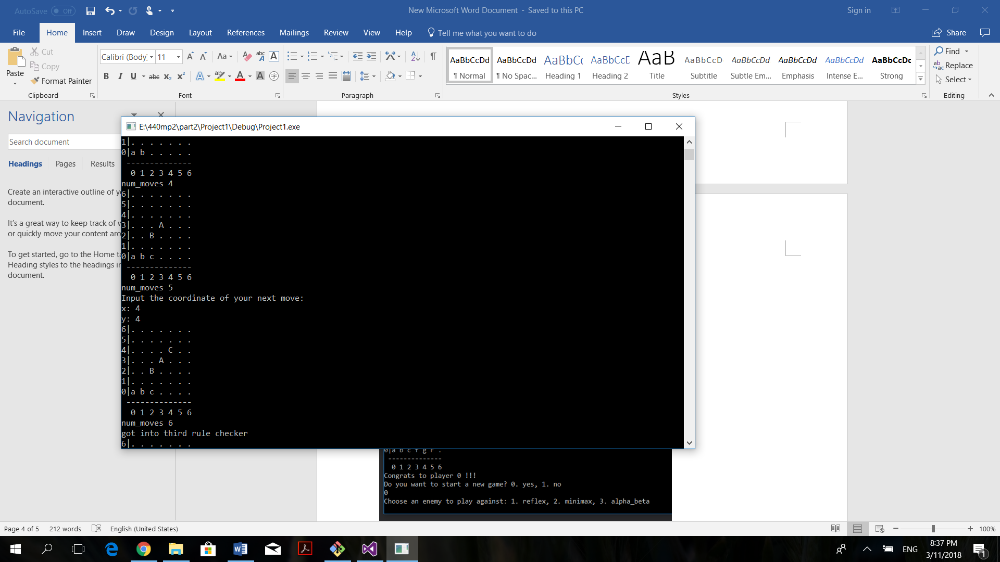 AutoSave Off
New Microsoft Word Document - Saved to this PC
Sign in
File Home Insert Draw Design Layout References Mailings Review View Help Tell me what you want to do
Share
Paste
Cut
Copy
Format Painter
Clipboard
Calibri (Body) 11
Font
Paragraph
AaBbCcDd AaBbCcDd AaBbCc AaBbCcD AaB AaBbCcD AaBbCcDd AaBbCcDd AaBbCcDd AaBbCcDc
¶ Normal ¶ No Spac... Heading 1 Heading 2 Title Subtitle Subtle Em... Emphasis Intense E... Strong
Styles
Find
Replace
Select
Editing
Navigation
Search document
Headings Pages Results
Create an interactive outline of y
document.
It's a great way to keep track of w
or quickly move your content aro
To get started, go to the Home ta
Heading styles to the headings in
document.
E:\440mp2\part2\Project1\Debug\Project1.exe
1|. . . . . . .
0|a b . . . . .
--------------
0 1 2 3 4 5 6
num_moves 4
6|. . . . . . .
5|. . . . . . .
4|. . . . . . .
3|. . . A . . .
2|. . B . . . .
1|. . . . . . .
0|a b c . . . .
--------------
0 1 2 3 4 5 6
num_moves 5
Input the coordinate of your next move:
x: 4
y: 4
6|. . . . . . .
5|. . . . . . .
4|. . . . C . .
3|. . . A . . .
2|. . B . . . .
1|. . . . . . .
0|a b c . . . .
--------------
0 1 2 3 4 5 6
num_moves 6
got into third rule checker
6|. . . . . . .
0|a b c f g F .
--------------
0 1 2 3 4 5 6
Congrats to player 0 !!!
Do you want to start a new game? 0. yes, 1. no
0
Choose an enemy to play against: 1. reflex, 2. minimax, 3. alpha_beta
Page 4 of 5 212 words English (United States)
100%
ENG
8:37 PM
3/11/2018
1